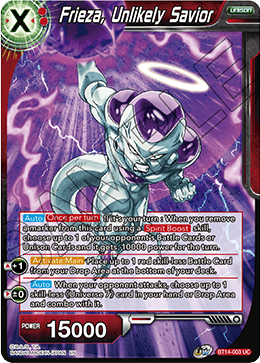 X
Frieza, Unlikely Savior
UNISON
Auto Once per turn If it's your turn : When you remove
a marker from this card using a Spirit Boost skill,
choose up to 1 of your opponent's Battle Cards or
Unison Cards and it gets -10000 power for the turn.
+1 Activate:Main Place up to 1 red skill-less Battle Card
from your Drop Area at the bottom of your deck.
±0 Auto When your opponent attacks, choose up to 1
skill-less ≪Universe 7≫ card in your hand or Drop Area
and combo with it.
POWER 15000
BT14-003 UC